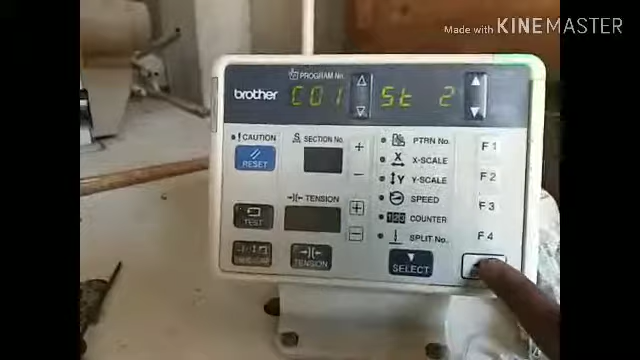 Made with KINEMASTER
PROGRAM No.
brother C01 St 2
! CAUTION
RESET
SECTION No.
+
−
PTRN No.
X X-SCALE
Y Y-SCALE
SPEED
123 COUNTER
SPLIT No.
F1
F2
F3
F4
TENSION
+
−
TEST
TENSION
SELECT